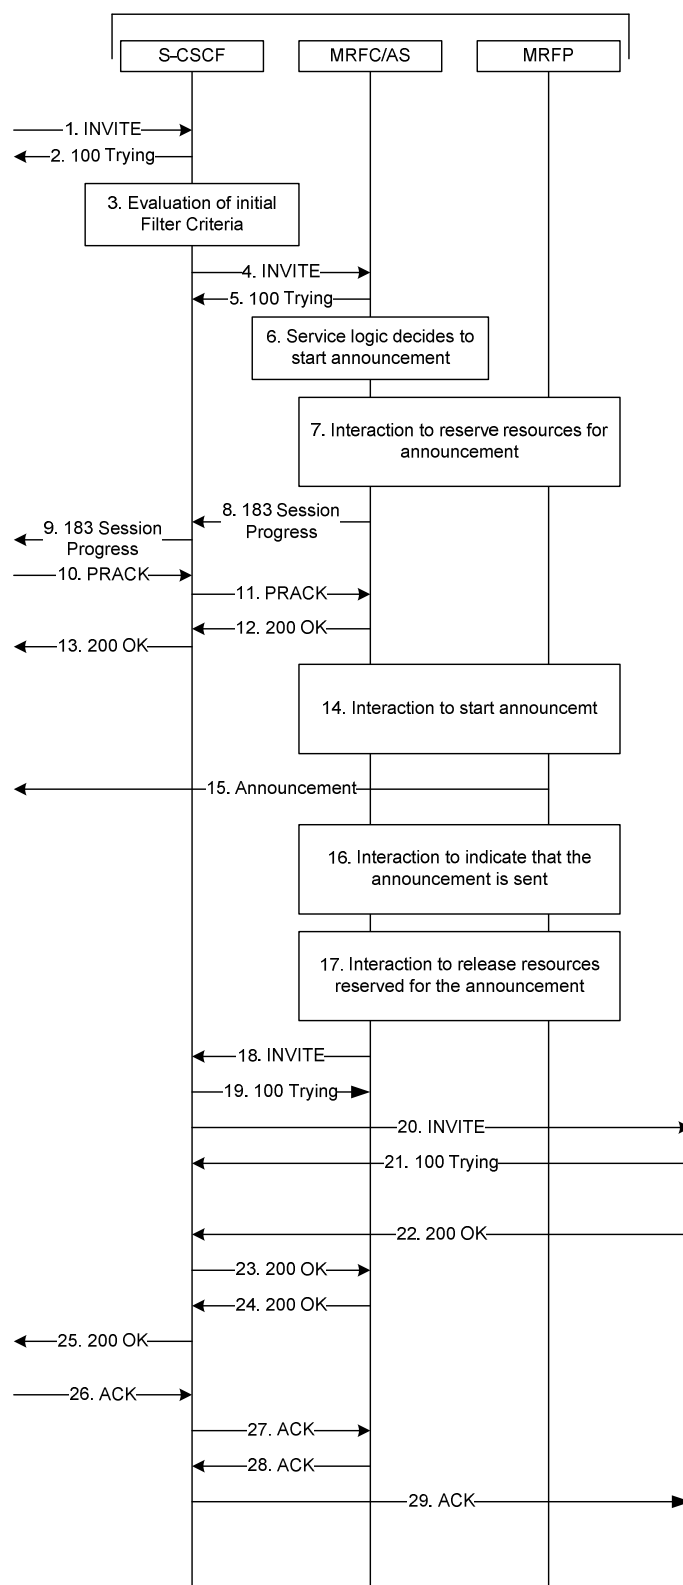 S-CSCF
MRFC/AS
MRFP
1. INVITE
2. 100 Trying
3. Evaluation of initial
Filter Criteria
4. INVITE
5. 100 Trying
6. Service logic decides to
start announcement
7. Interaction to reserve resources for
announcement
8. 183 Session
Progress
9. 183 Session
Progress
10. PRACK
11. PRACK
12. 200 OK
13. 200 OK
14. Interaction to start announcemt
15. Announcement
16. Interaction to indicate that the
announcement is sent
17. Interaction to release resources
reserved for the announcement
18. INVITE
19. 100 Trying
20. INVITE
21. 100 Trying
22. 200 OK
23. 200 OK
24. 200 OK
25. 200 OK
26. ACK
27. ACK
28. ACK
29. ACK